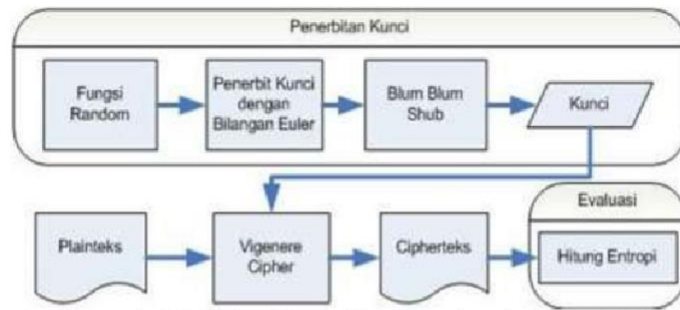 Penerbitan Kunci
Fungsi
Random
Penerbit Kunci
dengan
Bilangan Euler
Blum Blum
Shub
Kunci
Plainteks
Vigenere
Cipher
Cipherteks
Evaluasi
Hitung Entropi